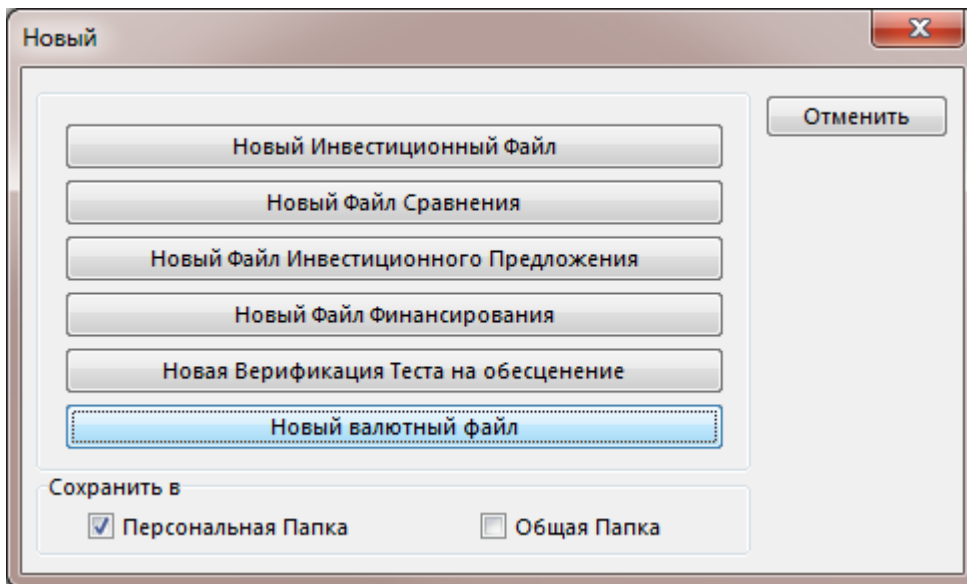 Новый
Отменить
Новый Инвестиционный Файл
Новый Файл Сравнения
Новый Файл Инвестиционного Предложения
Новый Файл Финансирования
Новая Верификация Теста на обесценение
Новый валютный файл
Сохранить в
Персональная Папка
Общая Папка